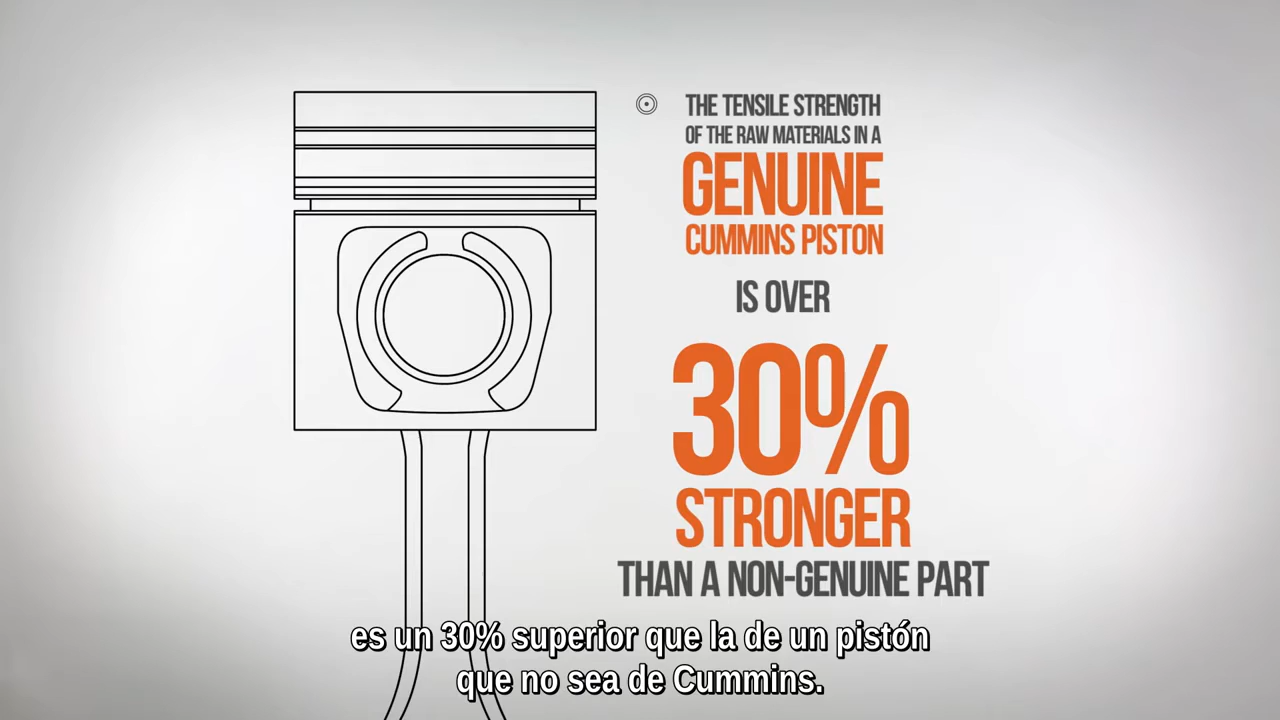 THE TENSILE STRENGTH
OF THE RAW MATERIALS IN A
GENUINE
CUMMINS PISTON
IS OVER
30%
STRONGER
THAN A NON-GENUINE PART
es un 30% superior que la de un pistón
que no sea de Cummins.